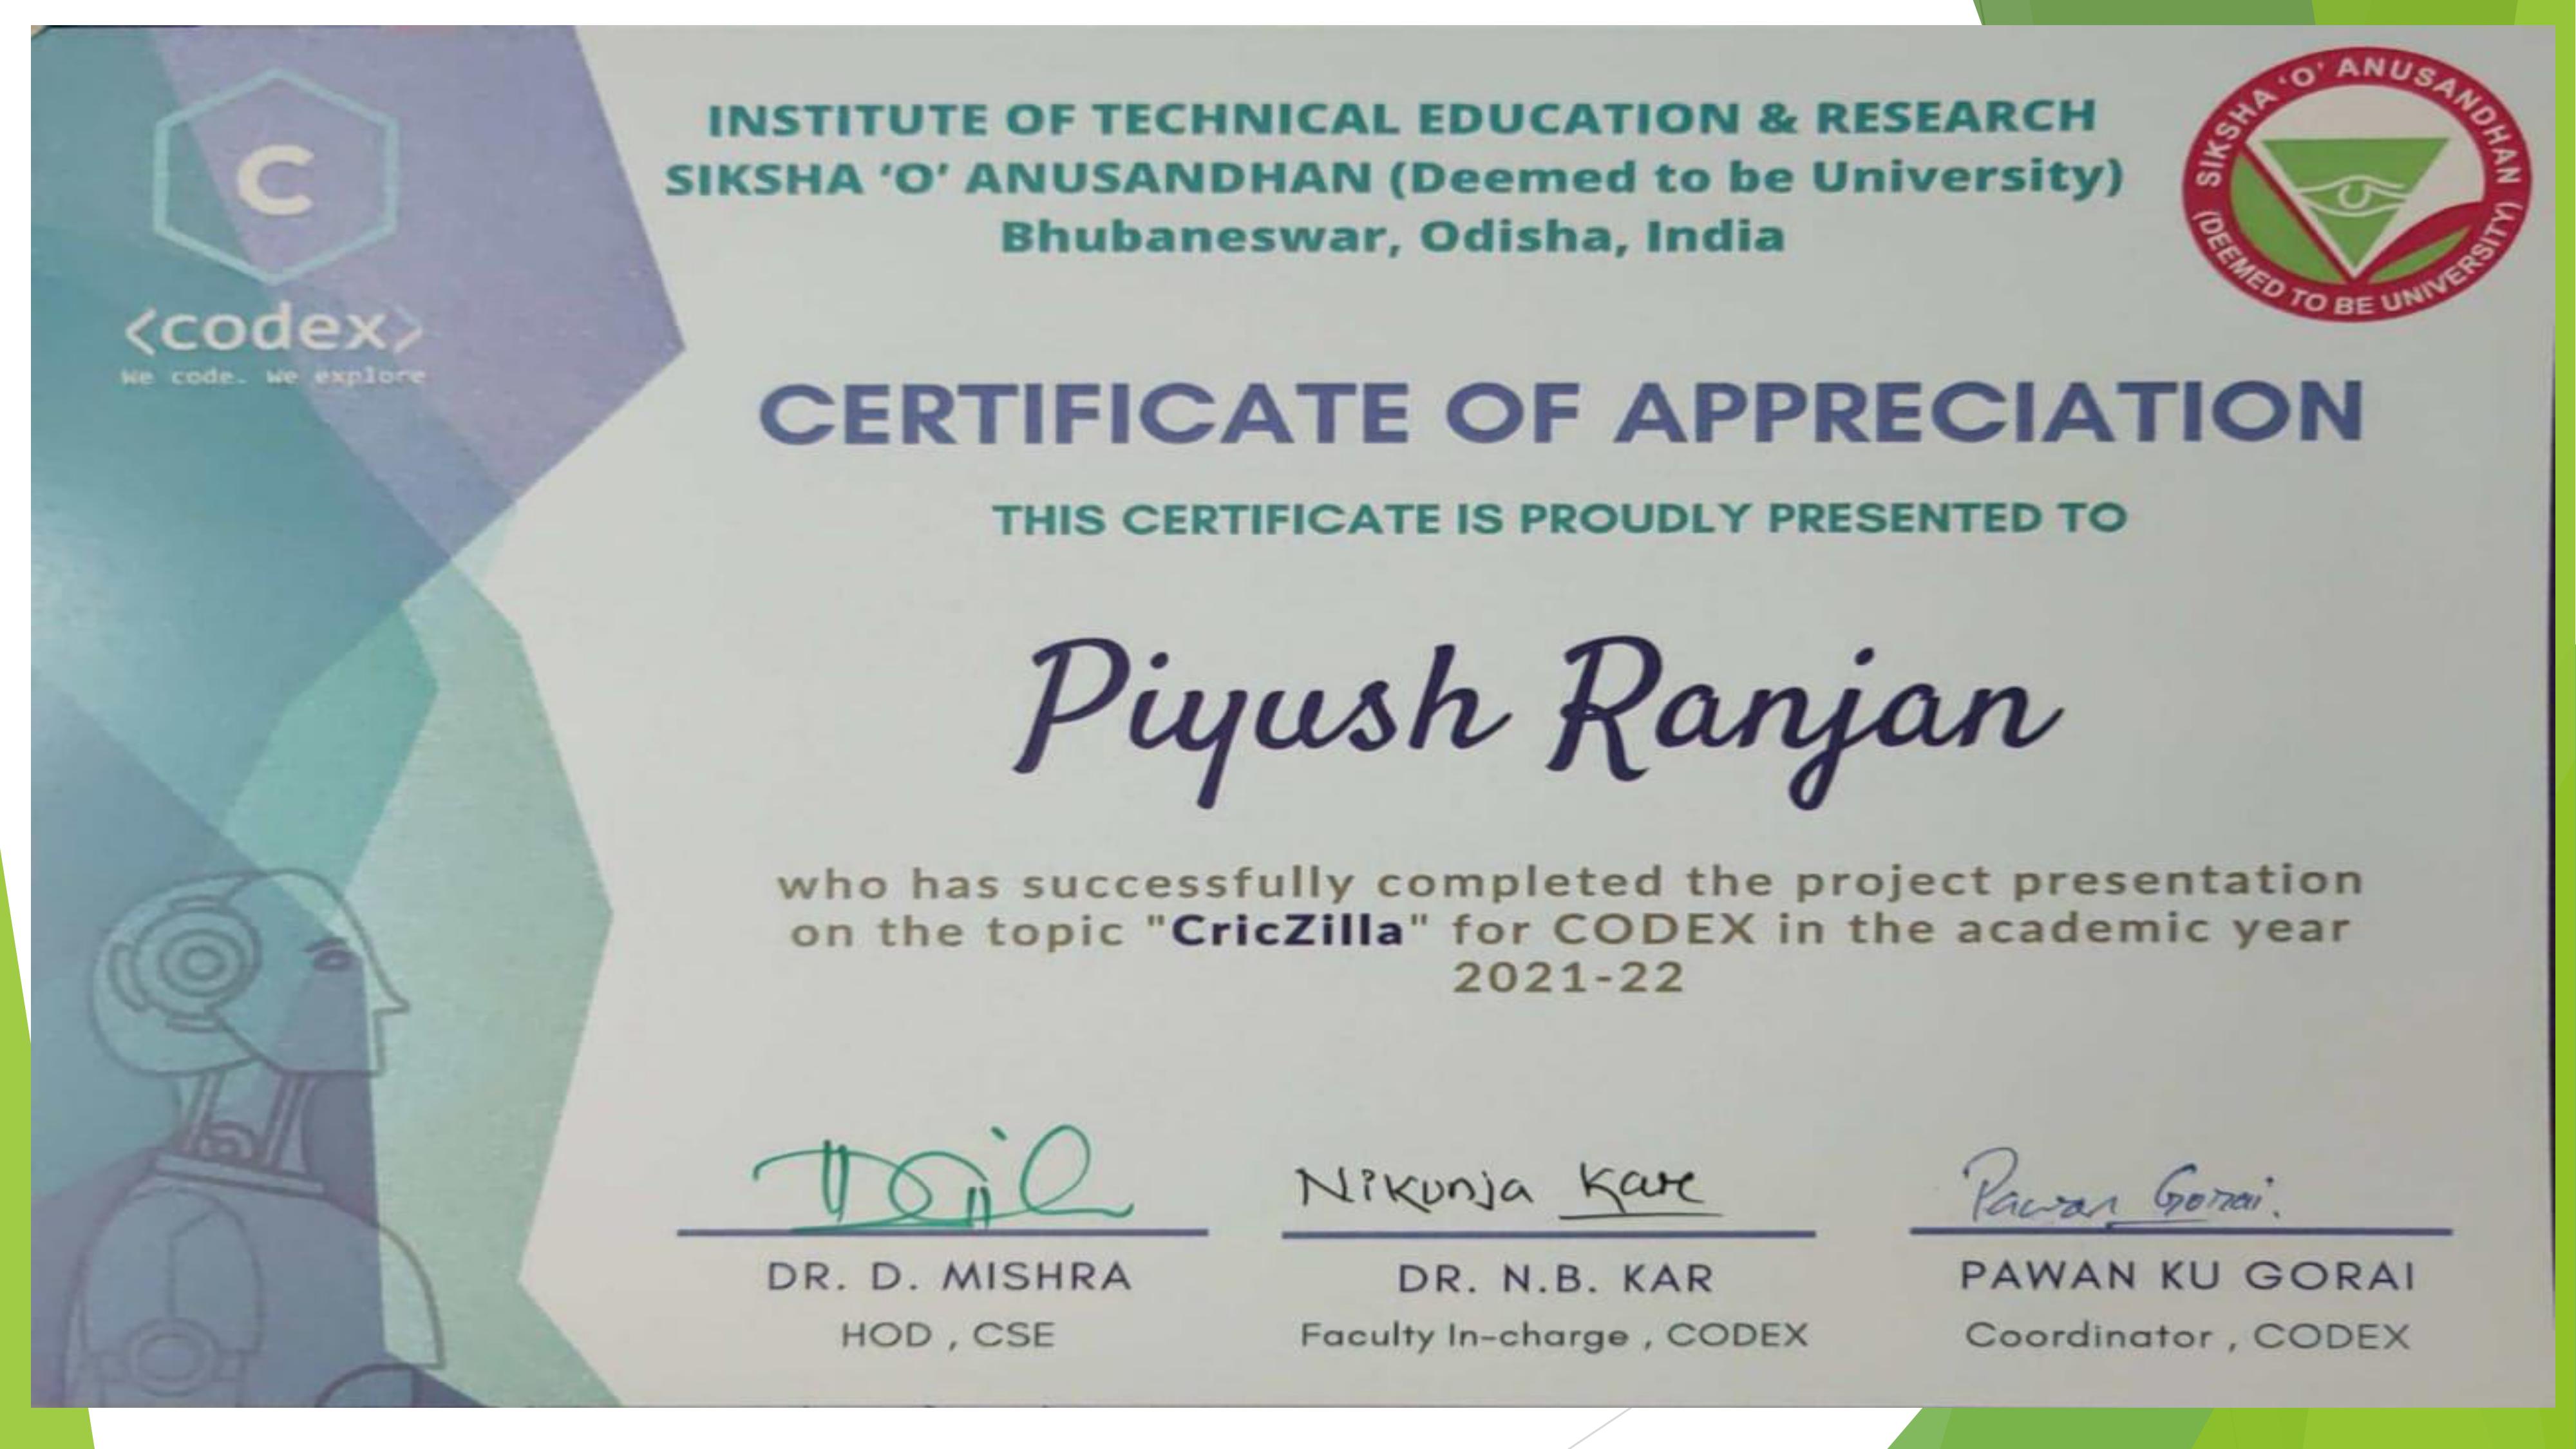 C
<codex>
We code. We explore
INSTITUTE OF TECHNICAL EDUCATION & RESEARCH
SIKSHA 'O' ANUSANDHAN (Deemed to be University)
Bhubaneswar, Odisha, India
SIKSHA 'O' ANUSANDHAN
(DEEMED TO BE UNIVERSITY)
CERTIFICATE OF APPRECIATION
THIS CERTIFICATE IS PROUDLY PRESENTED TO
Piyush Ranjan
who has successfully completed the project presentation
on the topic "CricZilla" for CODEX in the academic year
2021-22
Nikunja Kar
Pawan Gorai.
DR. D. MISHRA
HOD , CSE
DR. N.B. KAR
Faculty In-charge , CODEX
PAWAN KU GORAI
Coordinator , CODEX